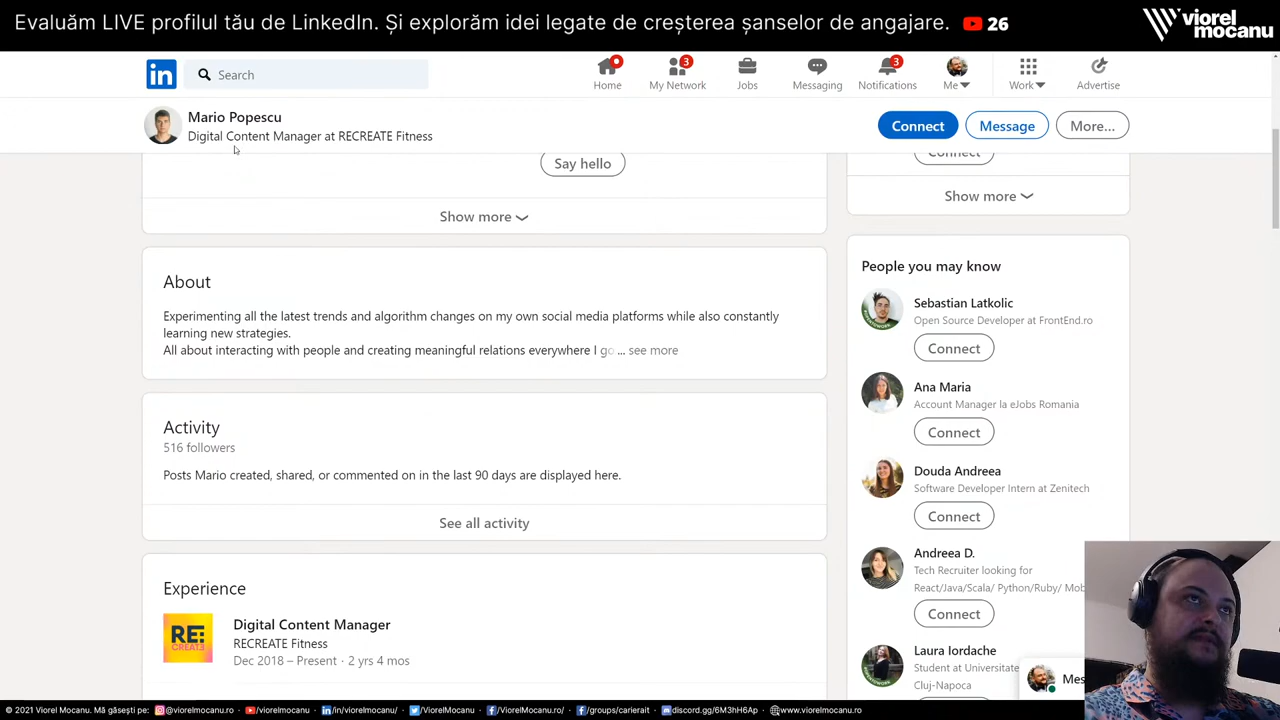 Evaluăm LIVE profilul tău de LinkedIn. Și explorăm idei legate de creșterea șanselor de angajare. 26
viorel mocanu
in
Search
Home
3
My Network
Jobs
Messaging
3
Notifications
Me
Work
Advertise
Mario Popescu
Digital Content Manager at RECREATE Fitness
Connect
Message
More...
Say hello
Show more
About
Experimenting all the latest trends and algorithm changes on my own social media platforms while also constantly
learning new strategies.
All about interacting with people and creating meaningful relations everywhere I go ... see more
Activity
516 followers
Posts Mario created, shared, or commented on in the last 90 days are displayed here.
See all activity
Experience
RE:
CREATE
Digital Content Manager
RECREATE Fitness
Dec 2018 – Present · 2 yrs 4 mos
Connect
Show more
People you may know
Sebastian Latkolic
Open Source Developer at FrontEnd.ro
Connect
Ana Maria
Account Manager la eJobs Romania
Connect
Douda Andreea
Software Developer Intern at Zenitech
Connect
Andreea D.
Tech Recruiter looking for
React/Java/Scala/ Python/Ruby/ Mob
Connect
Laura Iordache
Student at Universitatea
Cluj-Napoca
Mes
© 2021 Viorel Mocanu. Mă găsești pe: @viorelmocanu.ro /viorelmocanu /in/viorelmocanu/ /ViorelMocanu /ViorelMocanu.ro/ /groups/carierait discord.gg/6M3hH6Ap www.viorelmocanu.ro